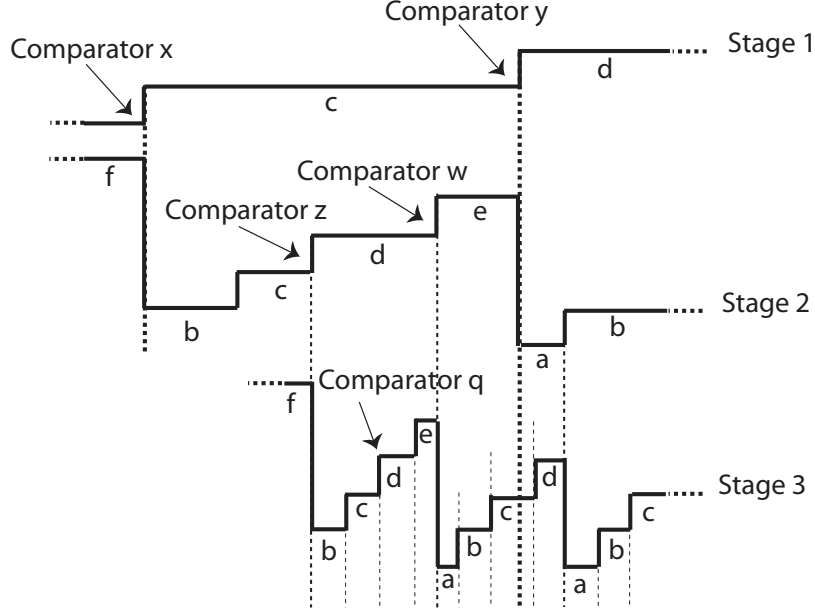 Comparator y
Stage 1
Comparator x
d
c
f
Comparator w
Comparator z
e
d
c
Stage 2
b
b
a
Comparator q
f
e
d
d
Stage 3
c
c
c
b
b
b
a
a